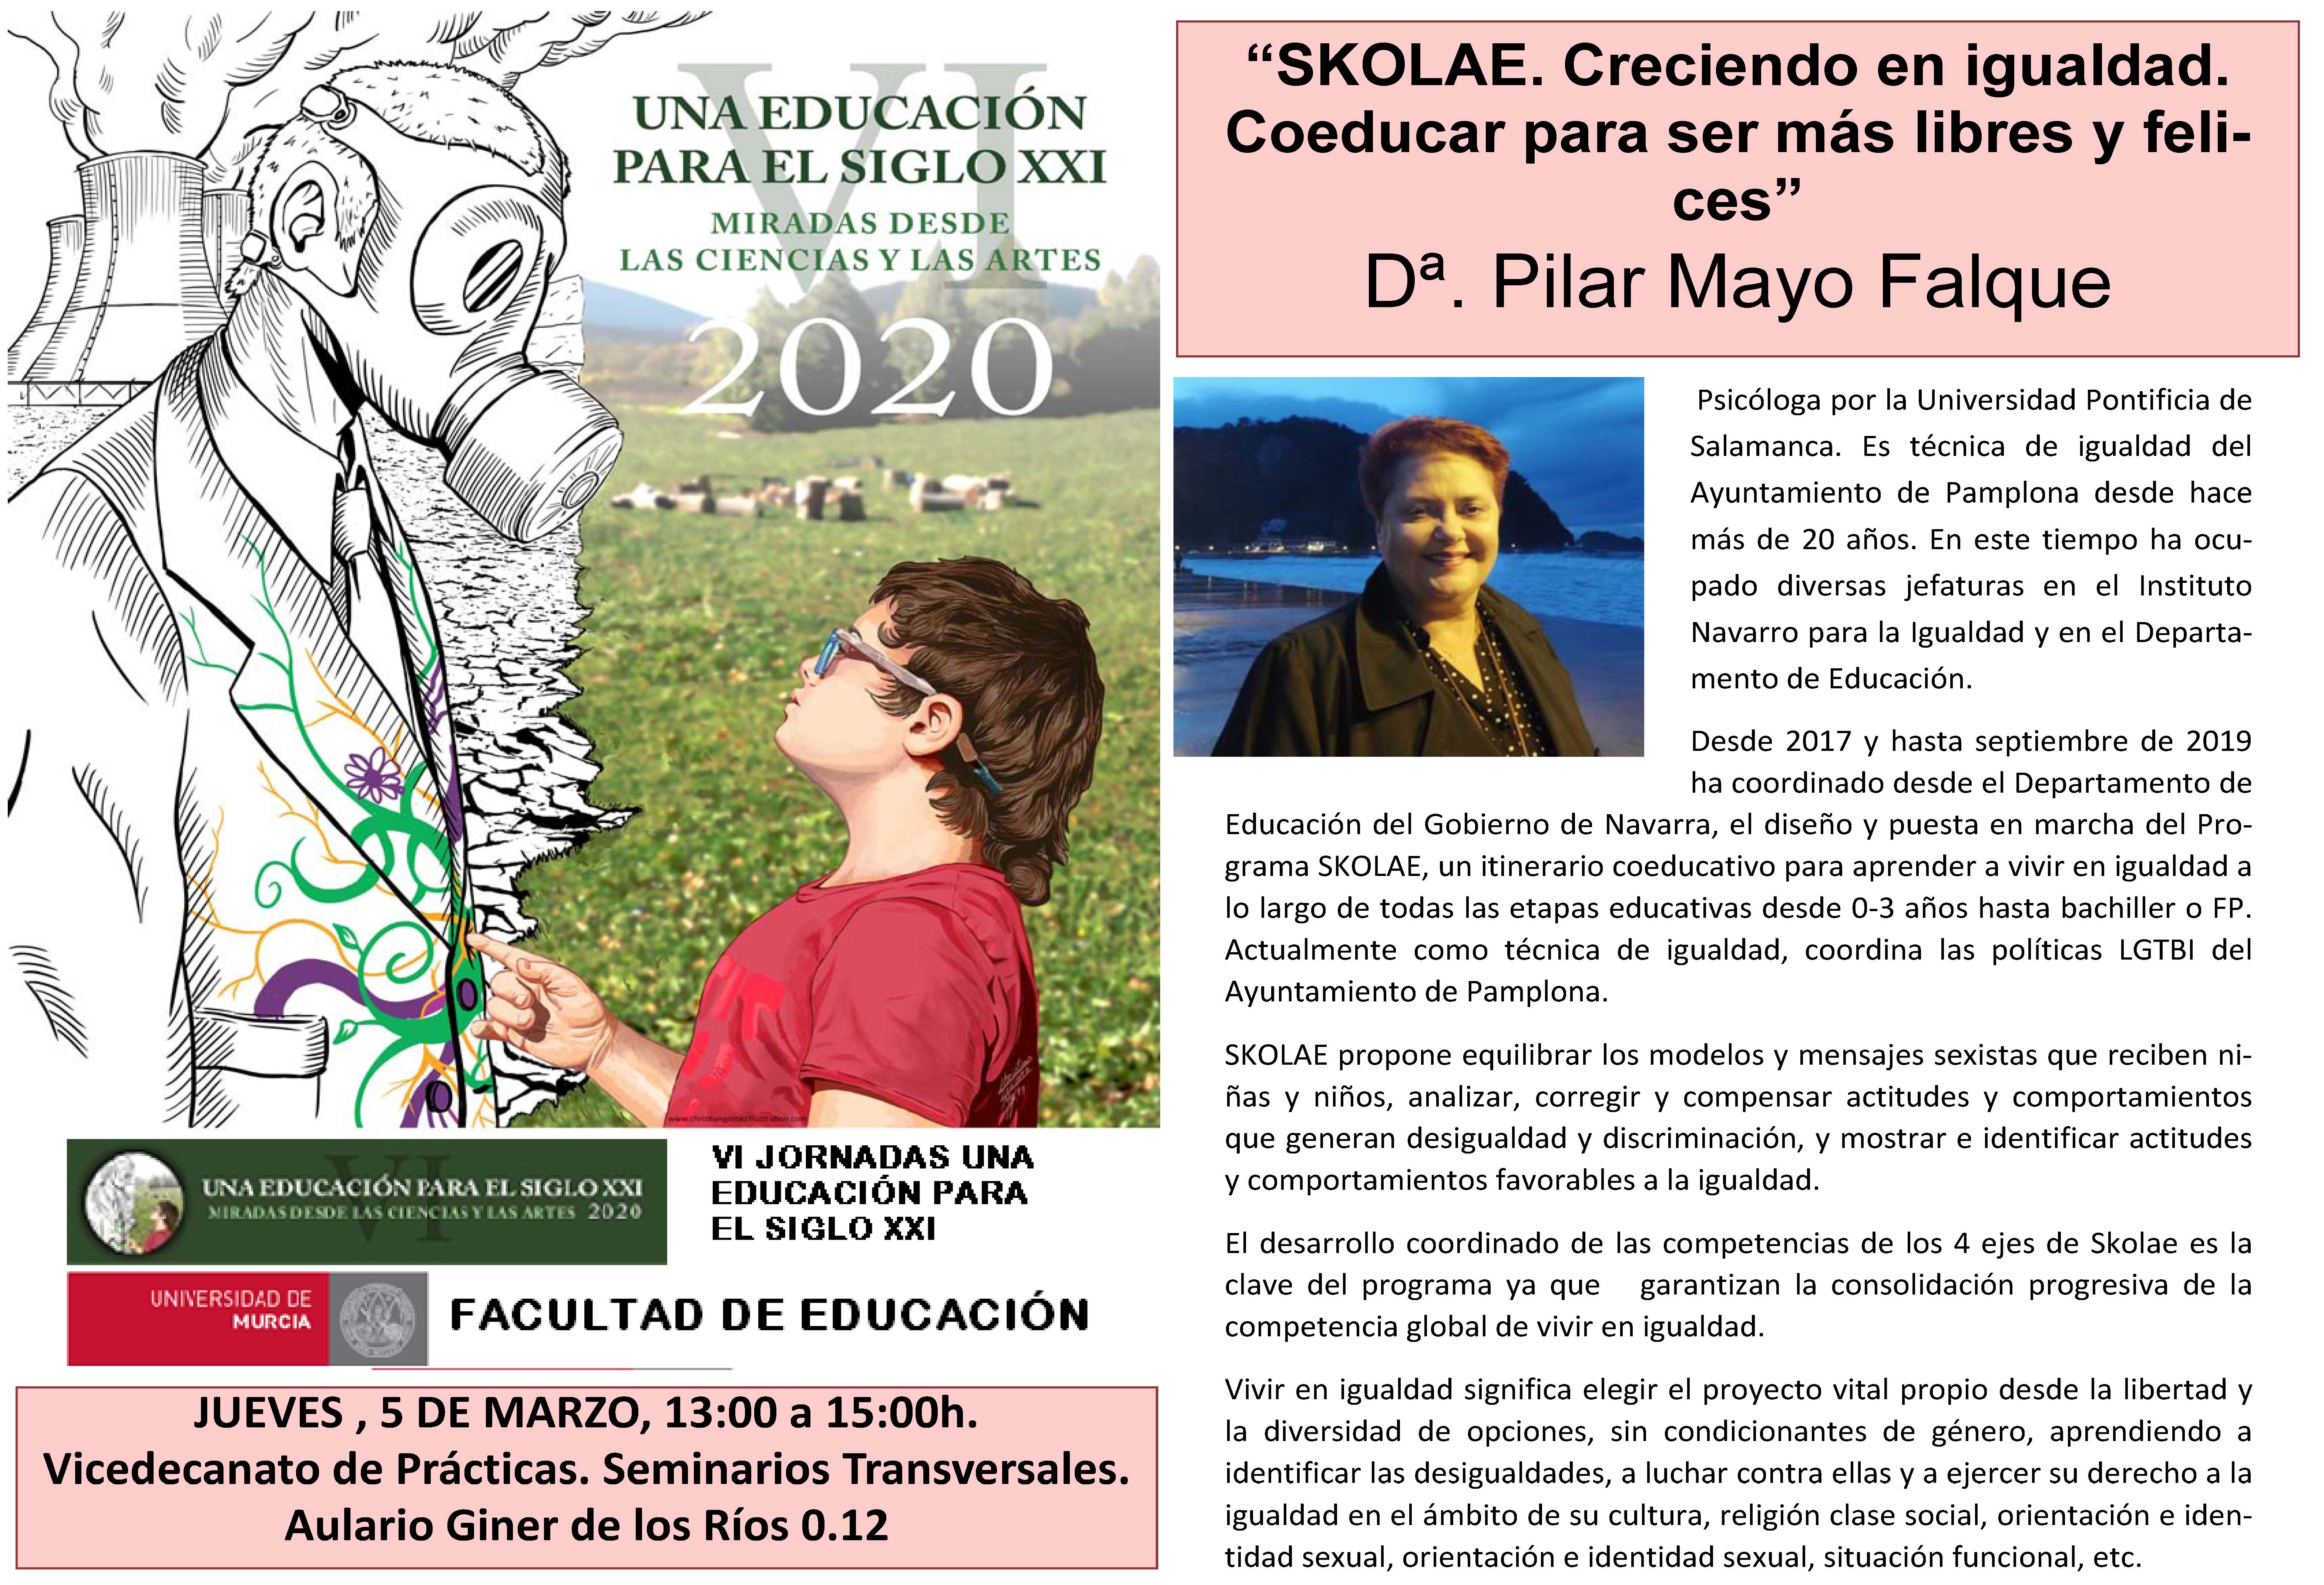 VI
UNA EDUCACIÓN
PARA EL SIGLO XXI
MIRADAS DESDE
LAS CIENCIAS Y LAS ARTES
2020
www.christiangomezillustration.com
VI
UNA EDUCACIÓN PARA EL SIGLO XXI
MIRADAS DESDE LAS CIENCIAS Y LAS ARTES 2020
VI JORNADAS UNA
EDUCACIÓN PARA
EL SIGLO XXI
UNIVERSIDAD DE
MURCIA
FACULTAD DE EDUCACIÓN
JUEVES , 5 DE MARZO, 13:00 a 15:00h.
Vicedecanato de Prácticas. Seminarios Transversales.
Aulario Giner de los Ríos 0.12
“SKOLAE. Creciendo en igualdad.
Coeducar para ser más libres y feli-
ces”
Dª. Pilar Mayo Falque
Psicóloga por la Universidad Pontificia de
Salamanca. Es técnica de igualdad del
Ayuntamiento de Pamplona desde hace
más de 20 años. En este tiempo ha ocu-
pado diversas jefaturas en el Instituto
Navarro para la Igualdad y en el Departa-
mento de Educación.
Desde 2017 y hasta septiembre de 2019
ha coordinado desde el Departamento de
Educación del Gobierno de Navarra, el diseño y puesta en marcha del Pro-
grama SKOLAE, un itinerario coeducativo para aprender a vivir en igualdad a
lo largo de todas las etapas educativas desde 0-3 años hasta bachiller o FP.
Actualmente como técnica de igualdad, coordina las políticas LGTBI del
Ayuntamiento de Pamplona.
SKOLAE propone equilibrar los modelos y mensajes sexistas que reciben ni-
ñas y niños, analizar, corregir y compensar actitudes y comportamientos
que generan desigualdad y discriminación, y mostrar e identificar actitudes
y comportamientos favorables a la igualdad.
El desarrollo coordinado de las competencias de los 4 ejes de Skolae es la
clave del programa ya que garantizan la consolidación progresiva de la
competencia global de vivir en igualdad.
Vivir en igualdad significa elegir el proyecto vital propio desde la libertad y
la diversidad de opciones, sin condicionantes de género, aprendiendo a
identificar las desigualdades, a luchar contra ellas y a ejercer su derecho a la
igualdad en el ámbito de su cultura, religión clase social, orientación e iden-
tidad sexual, orientación e identidad sexual, situación funcional, etc.